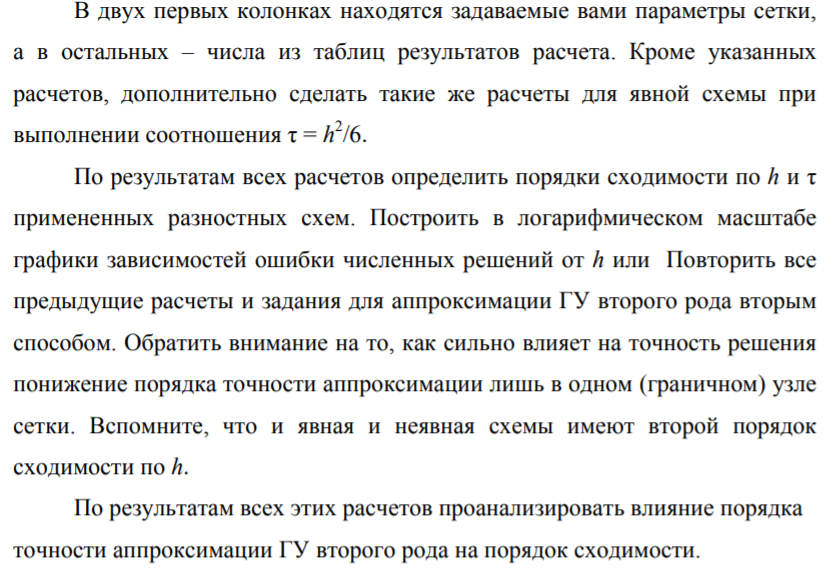 В двух первых колонках находятся задаваемые вами параметры сетки,
а в остальных – числа из таблиц результатов расчета. Кроме указанных
расчетов, дополнительно сделать такие же расчеты для явной схемы при
выполнении соотношения τ = h²/6.
По результатам всех расчетов определить порядки сходимости по h и τ
примененных разностных схем. Построить в логарифмическом масштабе
графики зависимостей ошибки численных решений от h или Повторить все
предыдущие расчеты и задания для аппроксимации ГУ второго рода вторым
способом. Обратить внимание на то, как сильно влияет на точность решения
понижение порядка точности аппроксимации лишь в одном (граничном) узле
сетки. Вспомните, что и явная и неявная схемы имеют второй порядок
сходимости по h.
По результатам всех этих расчетов проанализировать влияние порядка
точности аппроксимации ГУ второго рода на порядок сходимости.